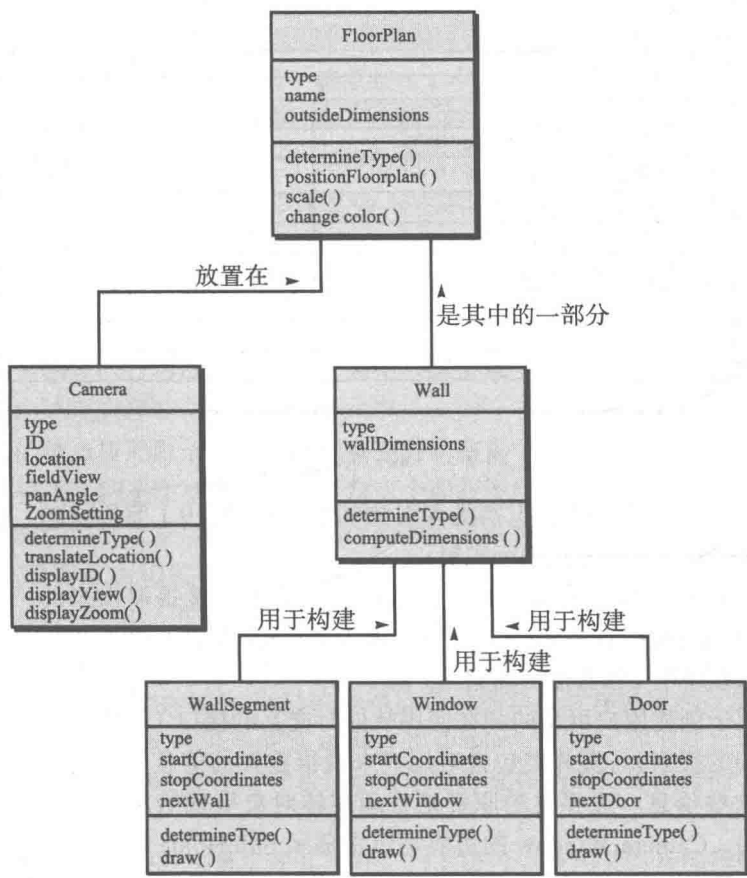 FloorPlan
type
name
outsideDimensions
determineType( )
positionFloorplan( )
scale( )
change color( )
放置在
是其中的一部分
Camera
type
ID
location
fieldView
panAngle
ZoomSetting
determineType( )
translateLocation( )
displayID( )
displayView( )
displayZoom( )
Wall
type
wallDimensions
determineType( )
computeDimensions ( )
用于构建
用于构建
用于构建
WallSegment
type
startCoordinates
stopCoordinates
nextWall
determineType( )
draw( )
Window
type
startCoordinates
stopCoordinates
nextWindow
determineType( )
draw( )
Door
type
startCoordinates
stopCoordinates
nextDoor
determineType( )
draw( )